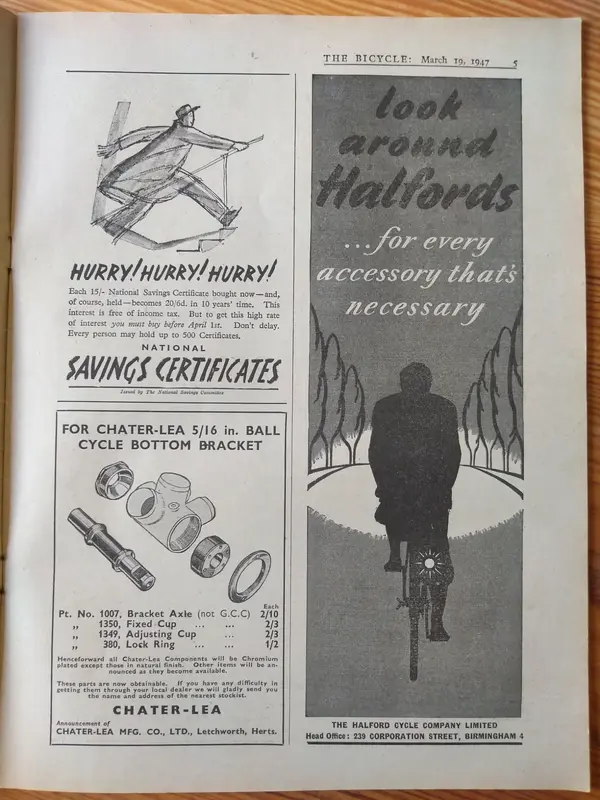 THE BICYCLE: March 19, 1947 5
HURRY! HURRY! HURRY!
Each 15/- National Savings Certificate bought now—and,
of course, held—becomes 20/6d. in 10 years' time. This
interest is free of income tax. But to get this high rate
of interest you must buy before April 1st. Don't delay.
Every person may hold up to 500 Certificates.
NATIONAL
SAVINGS CERTIFICATES
Issued by The National Savings Committee
FOR CHATER-LEA 5/16 in. BALL
CYCLE BOTTOM BRACKET
Each
Pt. No. 1007, Bracket Axle (not G.C.C) 2/10
„ 1350, Fixed Cup ... ... 2/3
„ 1349, Adjusting Cup ... 2/3
„ 380, Lock Ring ... ... 1/2
Henceforward all Chater-Lea Components will be Chromium
plated except those in natural finish. Other items will be an-
nounced as they become available.
These parts are now obtainable. If you have any difficulty in
getting them through your local dealer we will gladly send you
the name and address of the nearest stockist.
CHATER-LEA
Announcement of
CHATER-LEA MFG. CO., LTD., Letchworth, Herts.
look
around
Halfords
...for every
accessory that's
necessary
THE HALFORD CYCLE COMPANY LIMITED
Head Office: 239 CORPORATION STREET, BIRMINGHAM 4